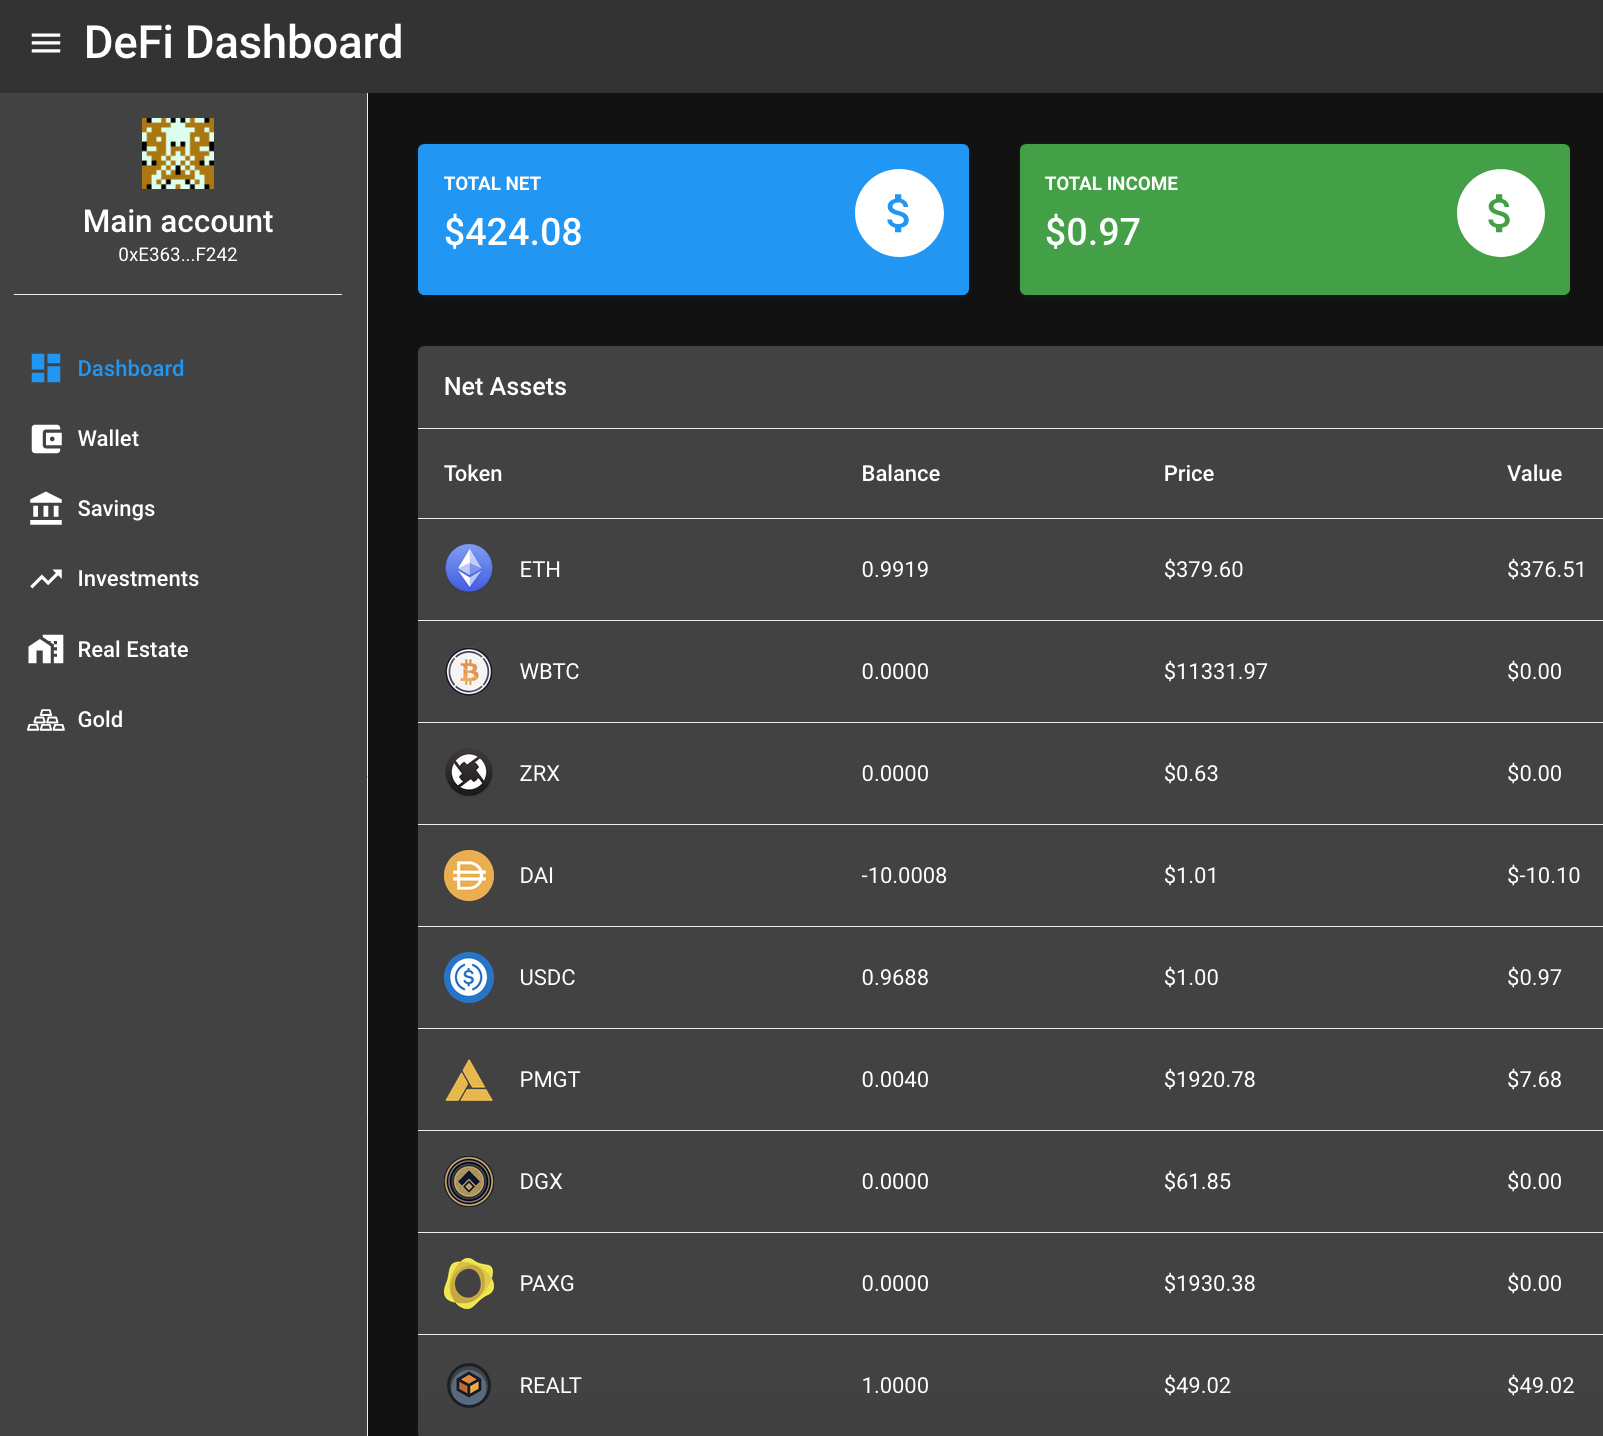 DeFi Dashboard
Main account
0xE363...F242
Dashboard
Wallet
Savings
Investments
Real Estate
Gold
TOTAL NET
$424.08
$
TOTAL INCOME
$0.97
$
Net Assets
Token Balance Price Value
ETH 0.9919 $379.60 $376.51
WBTC 0.0000 $11331.97 $0.00
ZRX 0.0000 $0.63 $0.00
DAI -10.0008 $1.01 $-10.10
USDC 0.9688 $1.00 $0.97
PMGT 0.0040 $1920.78 $7.68
DGX 0.0000 $61.85 $0.00
PAXG 0.0000 $1930.38 $0.00
REALT 1.0000 $49.02 $49.02